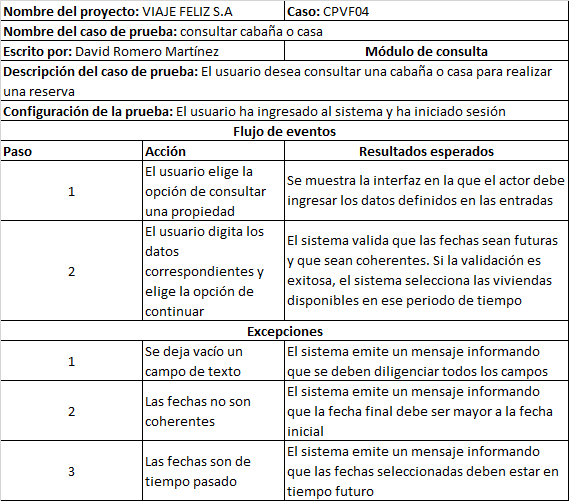 Nombre del proyecto: VIAJE FELIZ S.A
Caso: CPVF04
Nombre del caso de prueba: consultar cabaña o casa
Escrito por: David Romero Martínez
Módulo de consulta
Descripción del caso de prueba: El usuario desea consultar una cabaña o casa para realizar
una reserva
Configuración de la prueba: El usuario ha ingresado al sistema y ha iniciado sesión
Flujo de eventos
Paso
Acción
Resultados esperados
1
El usuario elige la
opción de consultar
una propiedad
Se muestra la interfaz en la que el actor debe
ingresar los datos definidos en las entradas
2
El usuario digita los
datos
correspondientes y
elige la opción de
continuar
El sistema valida que las fechas sean futuras
y que sean coherentes. Si la validación es
exitosa, el sistema selecciona las viviendas
disponibles en ese periodo de tiempo
Excepciones
1
Se deja vacío un
campo de texto
El sistema emite un mensaje informando
que se deben diligenciar todos los campos
2
Las fechas no son
coherentes
El sistema emite un mensaje informando
que la fecha final debe ser mayor a la fecha
inicial
3
Las fechas son de
tiempo pasado
El sistema emite un mensaje informando
que las fechas seleccionadas deben estar en
tiempo futuro